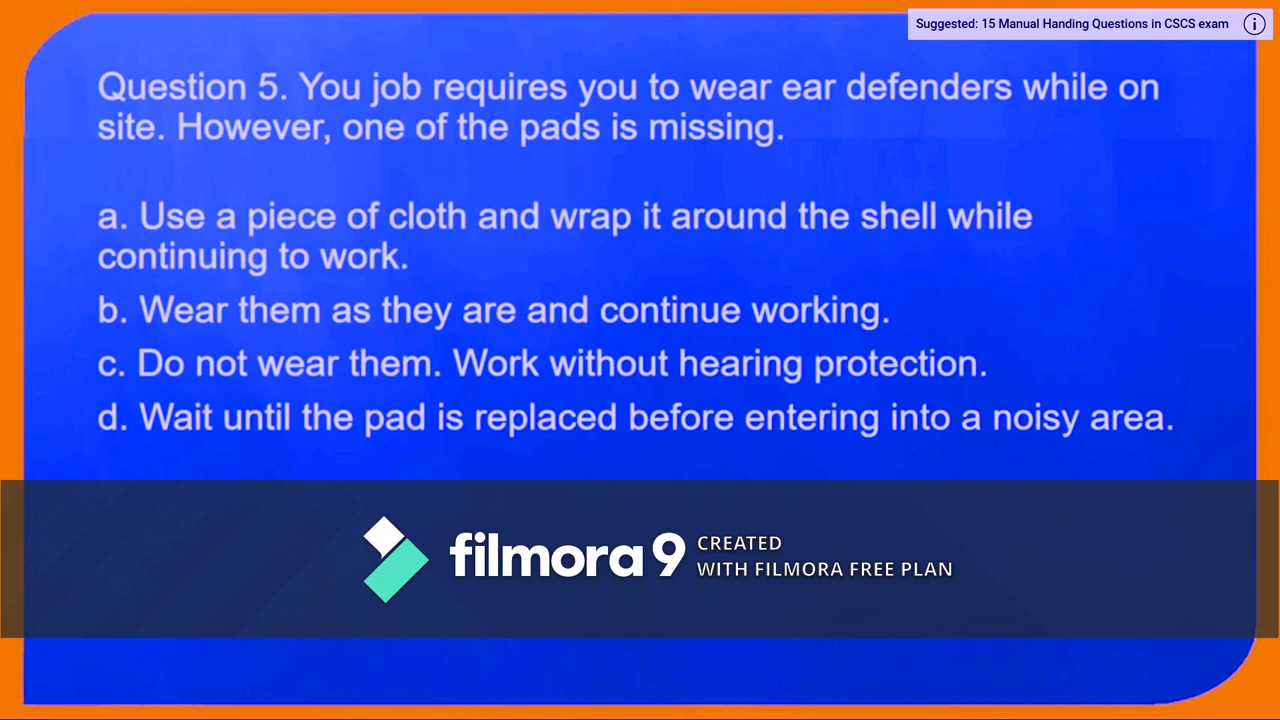 Suggested: 15 Manual Handing Questions in CSCS exam
Question 5. You job requires you to wear ear defenders while on
site. However, one of the pads is missing.
a. Use a piece of cloth and wrap it around the shell while
continuing to work.
b. Wear them as they are and continue working.
c. Do not wear them. Work without hearing protection.
d. Wait until the pad is replaced before entering into a noisy area.
filmora 9
CREATED
WITH FILMORA FREE PLAN